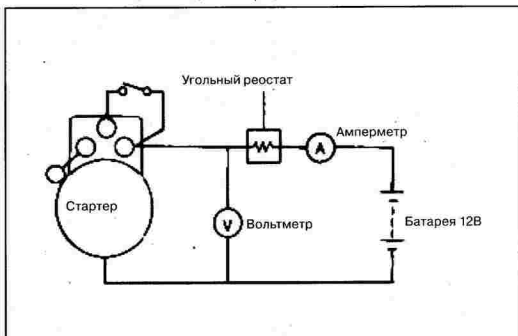 Угольный реостат
Амперметр
A
Стартер
V
Вольтметр
Батарея 12В